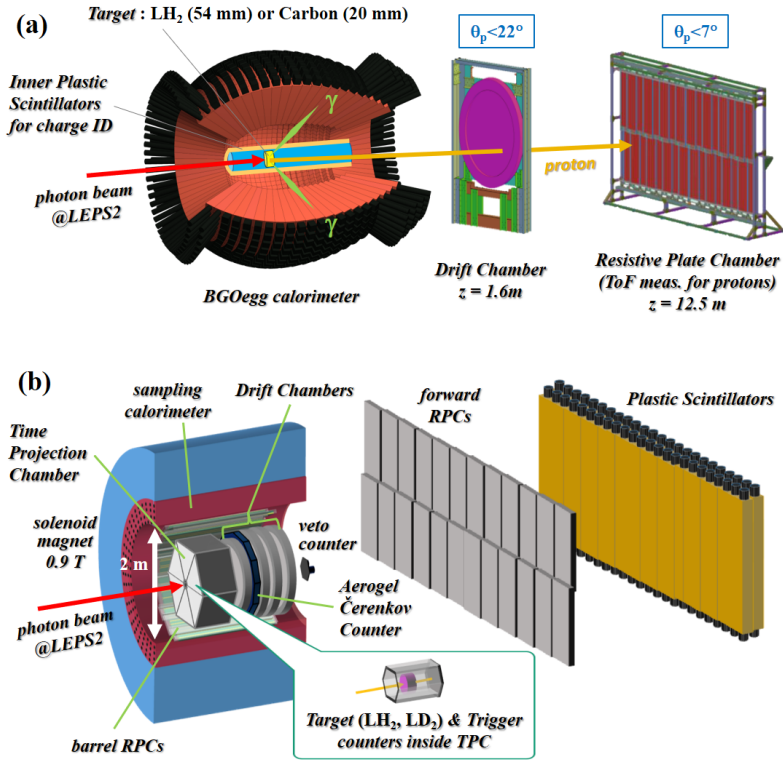 (a)
Target : LH₂ (54 mm) or Carbon (20 mm)
θp<22°
θp<7°
Inner Plastic
Scintillators
for charge ID
γ
γ
photon beam
@LEPS2
proton
BGOegg calorimeter
Drift Chamber
z = 1.6m
Resistive Plate Chamber
(ToF meas. for protons)
z = 12.5 m
(b)
sampling
calorimeter
Drift Chambers
forward
RPCs
Plastic Scintillators
Time
Projection
Chamber
solenoid
magnet
0.9 T
2 m
veto
counter
photon beam
@LEPS2
Aerogel
Čerenkov
Counter
barrel RPCs
Target (LH₂, LD₂) & Trigger
counters inside TPC